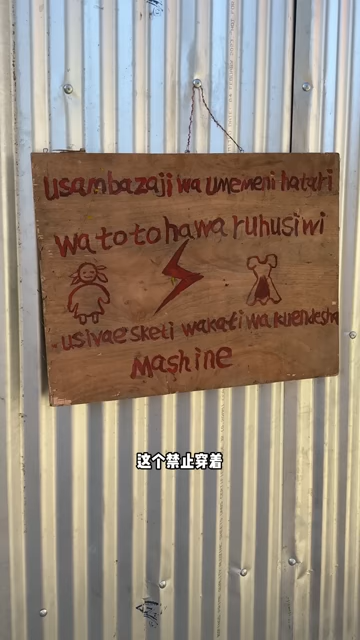 usambazaji wa umemeni hatari
watoto hawa ruhusiwi
usivae sketi wakati wa kuendesha
Mashine
这个禁止穿着